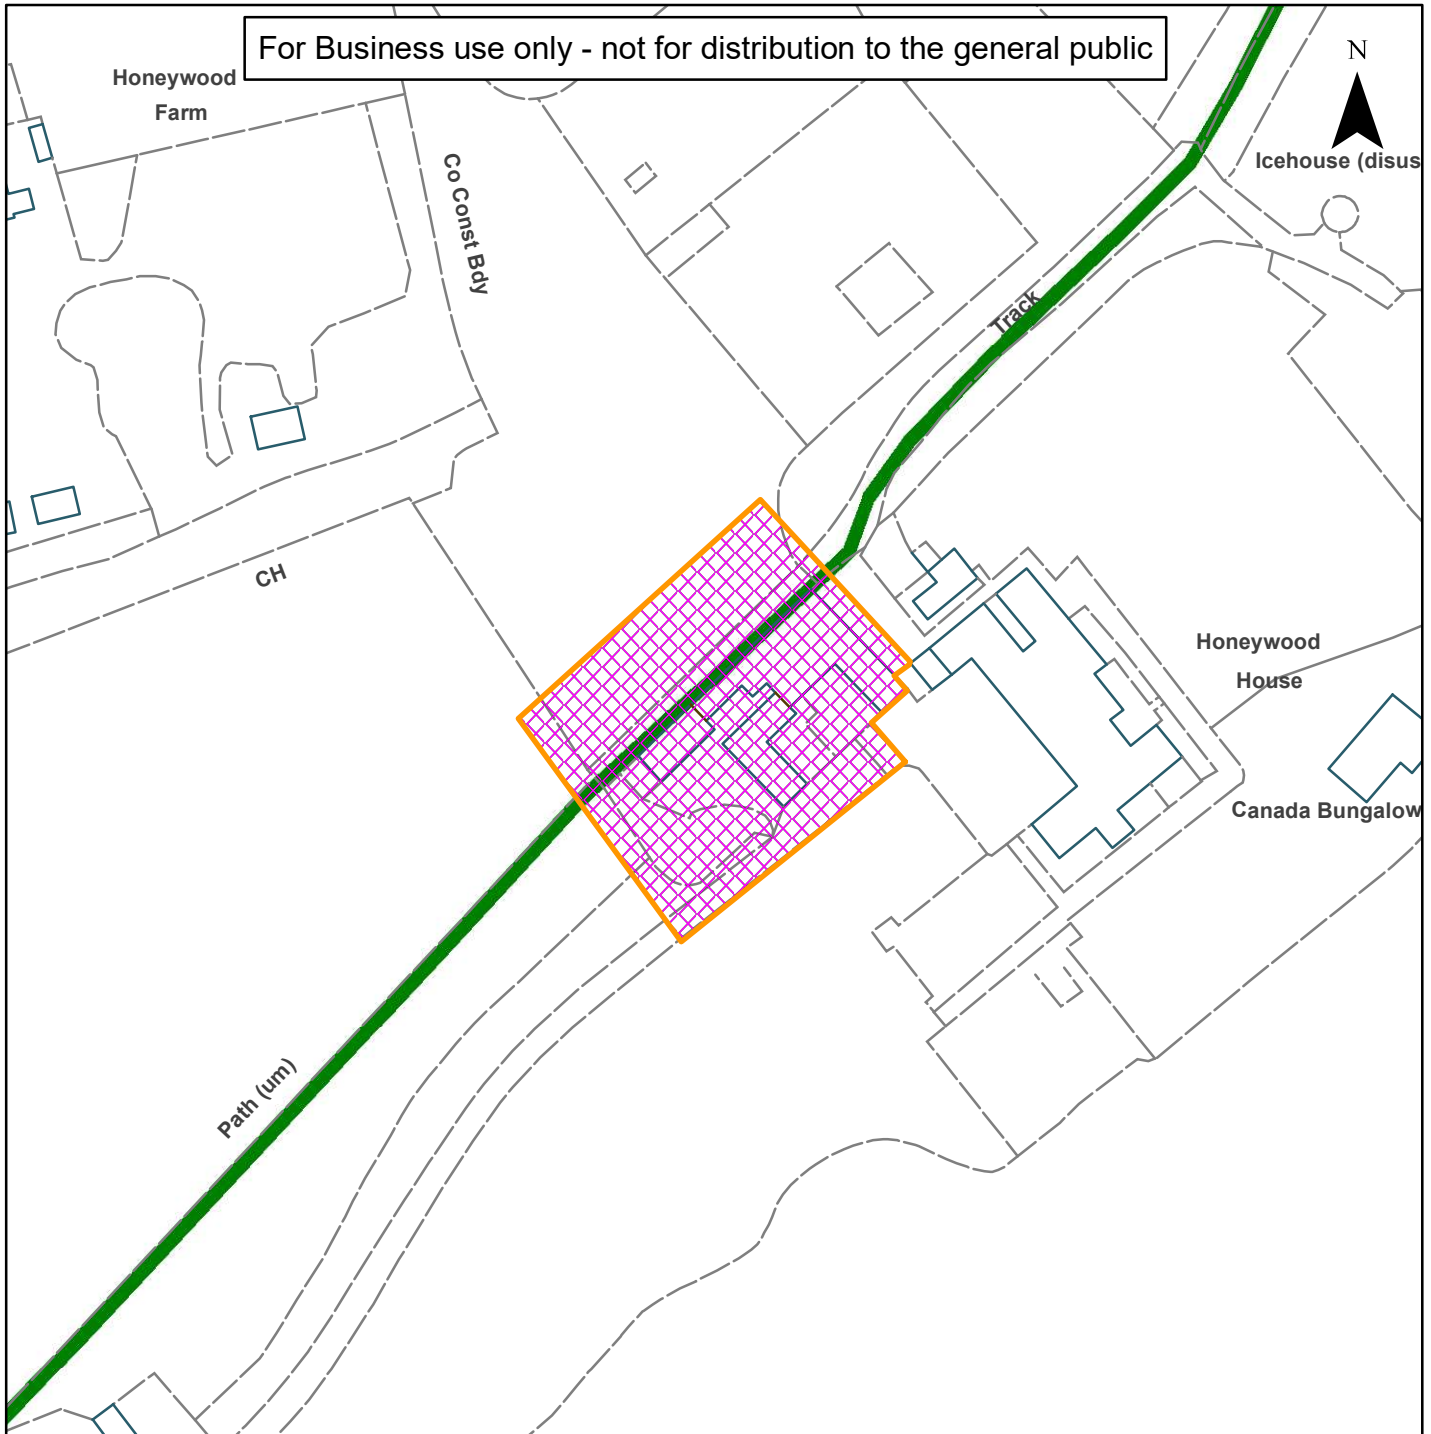 For Business use only - not for distribution to the general public
N
Honeywood
Farm
Co Const Bdy
Icehouse (disus
Track
CH
Honeywood
House
Canada Bungalow
Path (um)